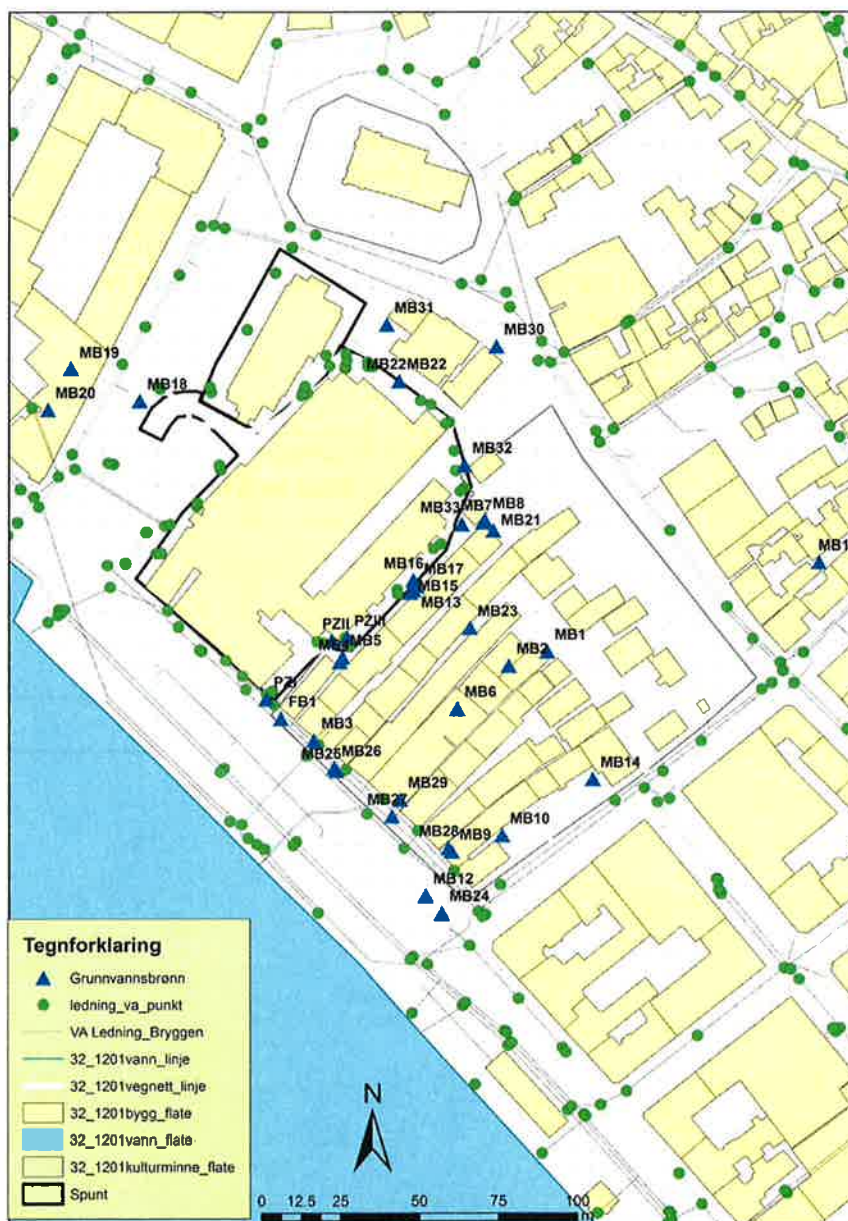 MB31
MB30
MB19
MB22MB22
MB20
MB18
MB32
MB33
MB7
MB8
MB21
MB16
MB17
MB1
MB15
MB13
MB23
PZII
PZIII
MB5
MB1
MB2
PZI
MB6
FB1
MB3
MB25
MB26
MB14
MB29
MB27
MB28
MB9
MB10
MB12
MB24
Tegnforklaring
Grunnvannsbrønn
ledning_va_punkt
VA Ledning_Bryggen
32_1201vann_linje
32_1201vegnett_linje
32_1201bygg_flate
32_1201vann_flate
32_1201kulturminne_flate
Spunt
N
0 12.5 25 50 75 100
m